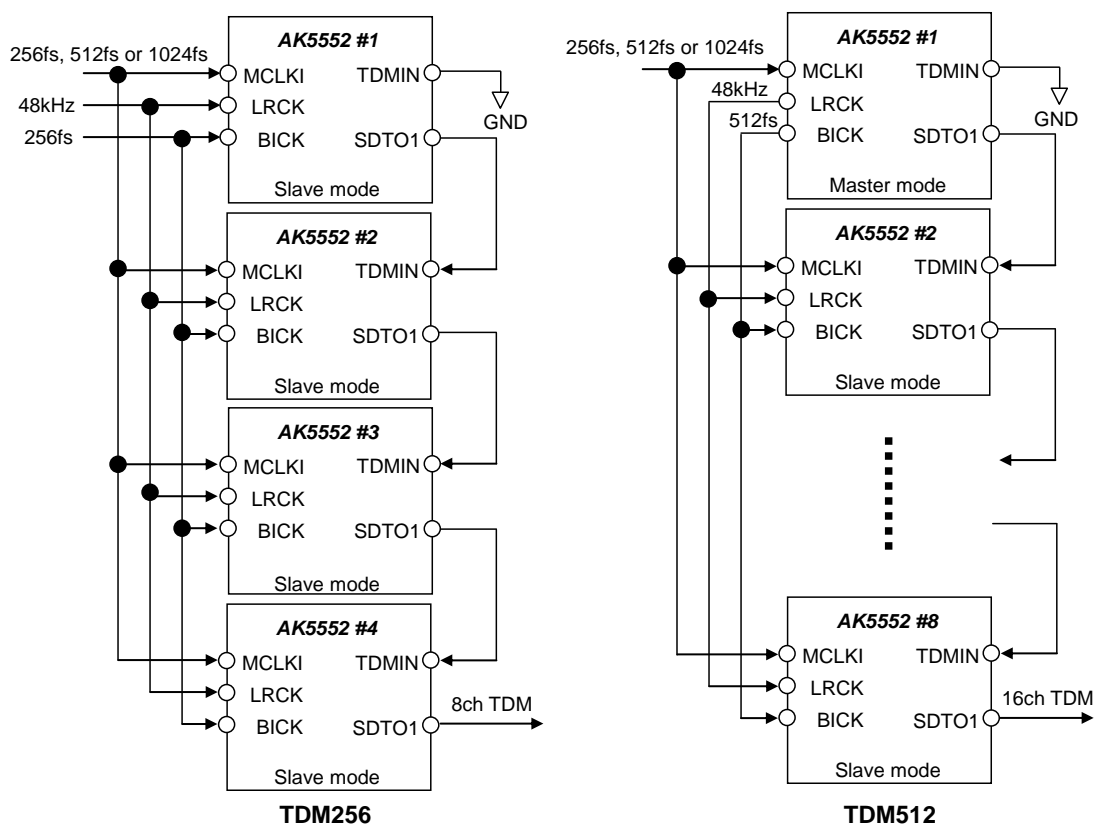 AK5552 #1
256fs, 512fs or 1024fs
MCLKI
TDMIN
48kHz
LRCK
GND
256fs
BICK
SDTO1
Slave mode
AK5552 #2
MCLKI
TDMIN
LRCK
BICK
SDTO1
Slave mode
AK5552 #3
MCLKI
TDMIN
LRCK
BICK
SDTO1
Slave mode
AK5552 #4
MCLKI
TDMIN
LRCK
8ch TDM
BICK
SDTO1
Slave mode
TDM256
AK5552 #1
256fs, 512fs or 1024fs
MCLKI
TDMIN
48kHz
LRCK
GND
512fs
BICK
SDTO1
Master mode
AK5552 #2
MCLKI
TDMIN
LRCK
BICK
SDTO1
Slave mode
AK5552 #8
MCLKI
TDMIN
LRCK
16ch TDM
BICK
SDTO1
Slave mode
TDM512